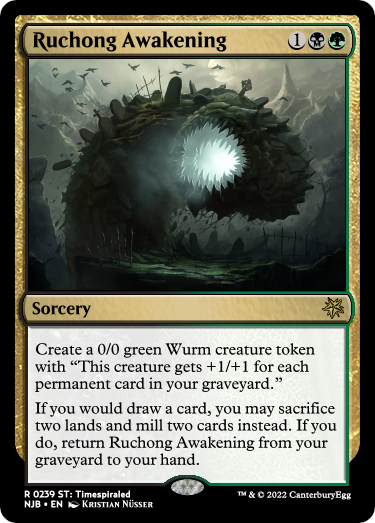 Ruchong Awakening 1
Sorcery
Create a 0/0 green Wurm creature token
with “This creature gets +1/+1 for each
permanent card in your graveyard.”
If you would draw a card, you may sacrifice
two lands and mill two cards instead. If you
do, return Ruchong Awakening from your
graveyard to your hand.
R 0239 ST: Timespiraled
NJB • EN Kristian Nüsser
™ & © 2022 CanterburyEgg